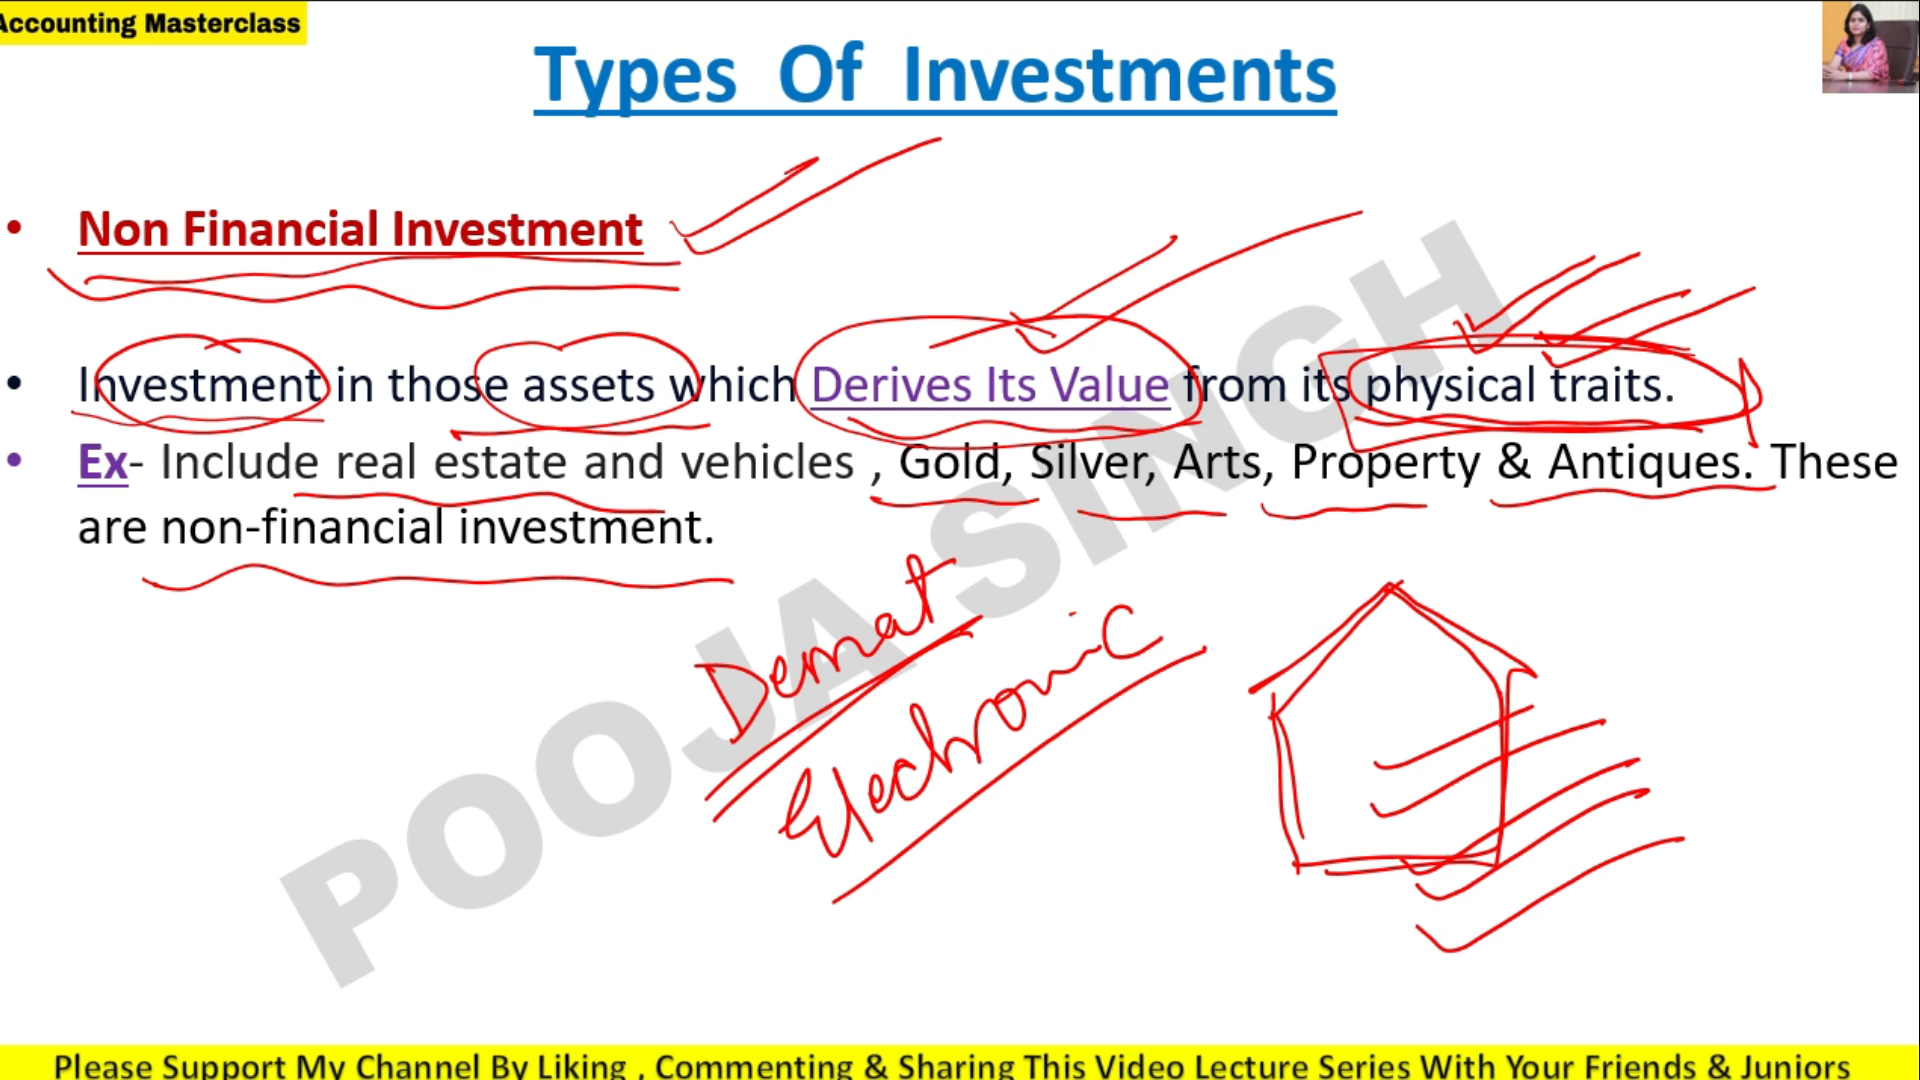 Accounting Masterclass
Types Of Investments
• Non Financial Investment
• Investment in those assets which Derives Its Value from its physical traits.
• Ex- Include real estate and vehicles , Gold, Silver, Arts, Property & Antiques. These
are non-financial investment.
Demat
Electronic
POOJA SINGH
Please Support My Channel By Liking , Commenting & Sharing This Video Lecture Series With Your Friends & Juniors